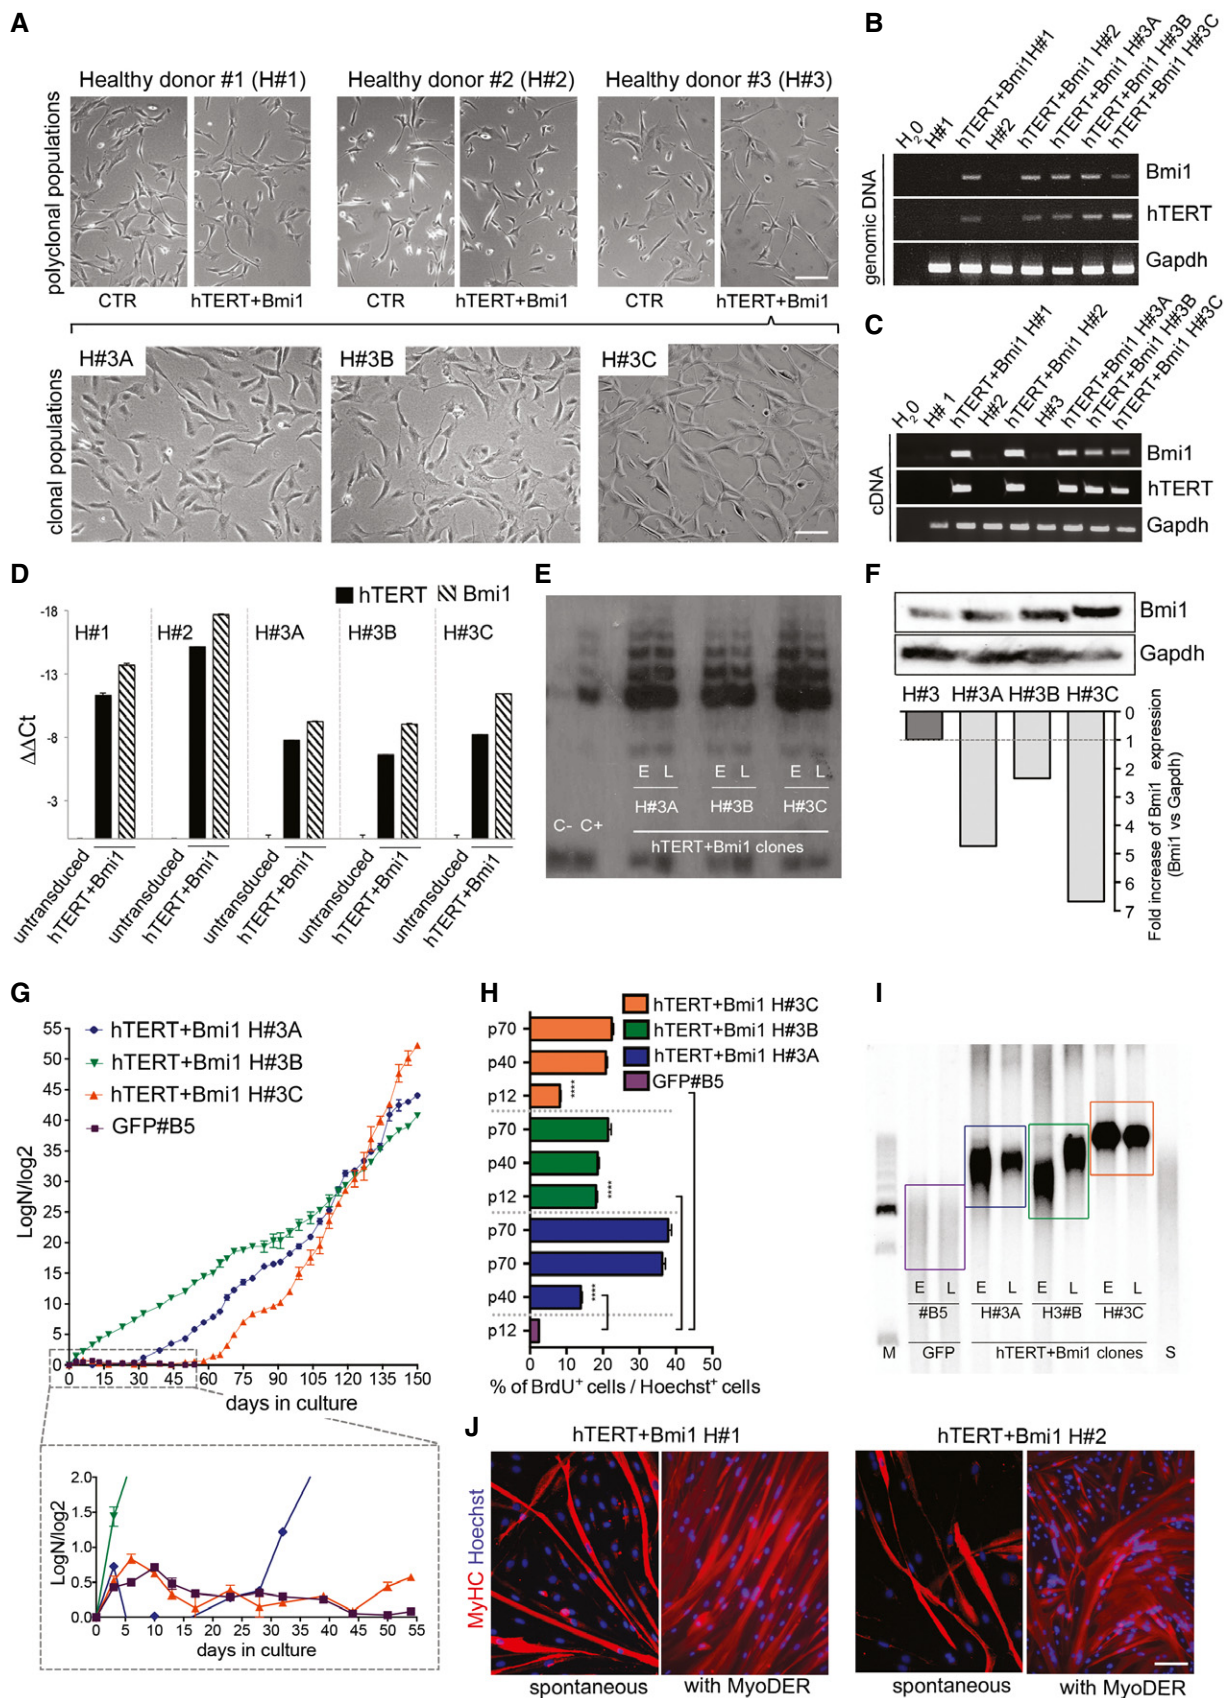 A
Healthy donor #1 (H#1)
Healthy donor #2 (H#2)
Healthy donor #3 (H#3)
polyclonal populations
CTR
hTERT+Bmi1
CTR
hTERT+Bmi1
CTR
hTERT+Bmi1
clonal populations
H#3A
H#3B
H#3C
B
H20
H#1
hTERT+Bmi1H#1
H#2
hTERT+Bmi1 H#2
hTERT+Bmi1 H#3A
hTERT+Bmi1 H#3B
hTERT+Bmi1 H#3C
genomic DNA
Bmi1
hTERT
Gapdh
C
H20
H# 1
hTERT+Bmi1 H#1
H#2
hTERT+Bmi1 H#2
H#3
hTERT+Bmi1 H#3A
hTERT+Bmi1 H#3B
hTERT+Bmi1 H#3C
cDNA
Bmi1
hTERT
Gapdh
D
hTERT
Bmi1
-18
-13
-8
-3
ΔΔCt
H#1
H#2
H#3A
H#3B
H#3C
untransduced
hTERT+Bmi1
untransduced
hTERT+Bmi1
untransduced
hTERT+Bmi1
untransduced
hTERT+Bmi1
untransduced
hTERT+Bmi1
E
E L
E L
E L
H#3A
H#3B
H#3C
C- C+
hTERT+Bmi1 clones
F
Bmi1
Gapdh
H#3
H#3A
H#3B
H#3C
0
1
2
3
4
5
6
7
Fold increase of Bmi1 expression
(Bmi1 vs Gapdh)
G
hTERT+Bmi1 H#3A
hTERT+Bmi1 H#3B
hTERT+Bmi1 H#3C
GFP#B5
55
50
45
40
35
30
25
20
15
10
5
0
LogN/log2
0 15 30 45 60 75 90 105 120 135 150
days in culture
2.0
1.5
1.0
0.5
0.0
LogN/log2
0 5 10 15 20 25 30 35 40 45 50 55
days in culture
H
hTERT+Bmi1 H#3C
hTERT+Bmi1 H#3B
hTERT+Bmi1 H#3A
GFP#B5
p70
p40
p12
****
p70
p40
p12
****
p70
p70
p40
****
p12
0 10 20 30 40 50
% of BrdU+ cells / Hoechst+ cells
I
E L
E L
E L
E L
#B5
H#3A
H3#B
H#3C
M
GFP
hTERT+Bmi1 clones
S
J
hTERT+Bmi1 H#1
hTERT+Bmi1 H#2
MyHC Hoechst
spontaneous
with MyoDER
spontaneous
with MyoDER